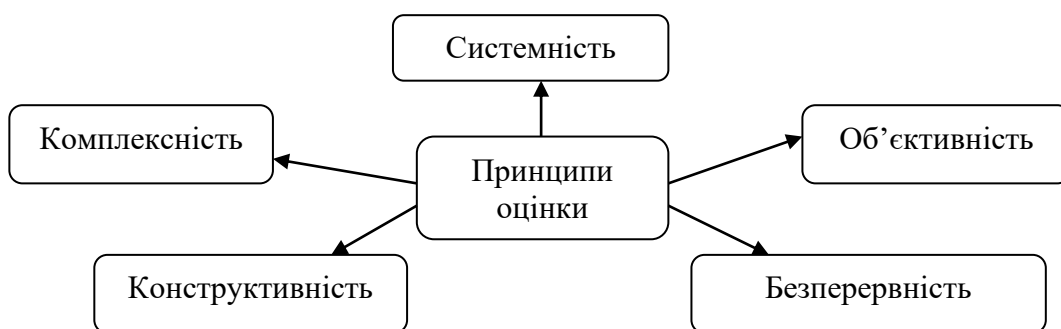 Системність
Комплексність
Об’єктивність
Принципи
оцінки
Конструктивність
Безперервність